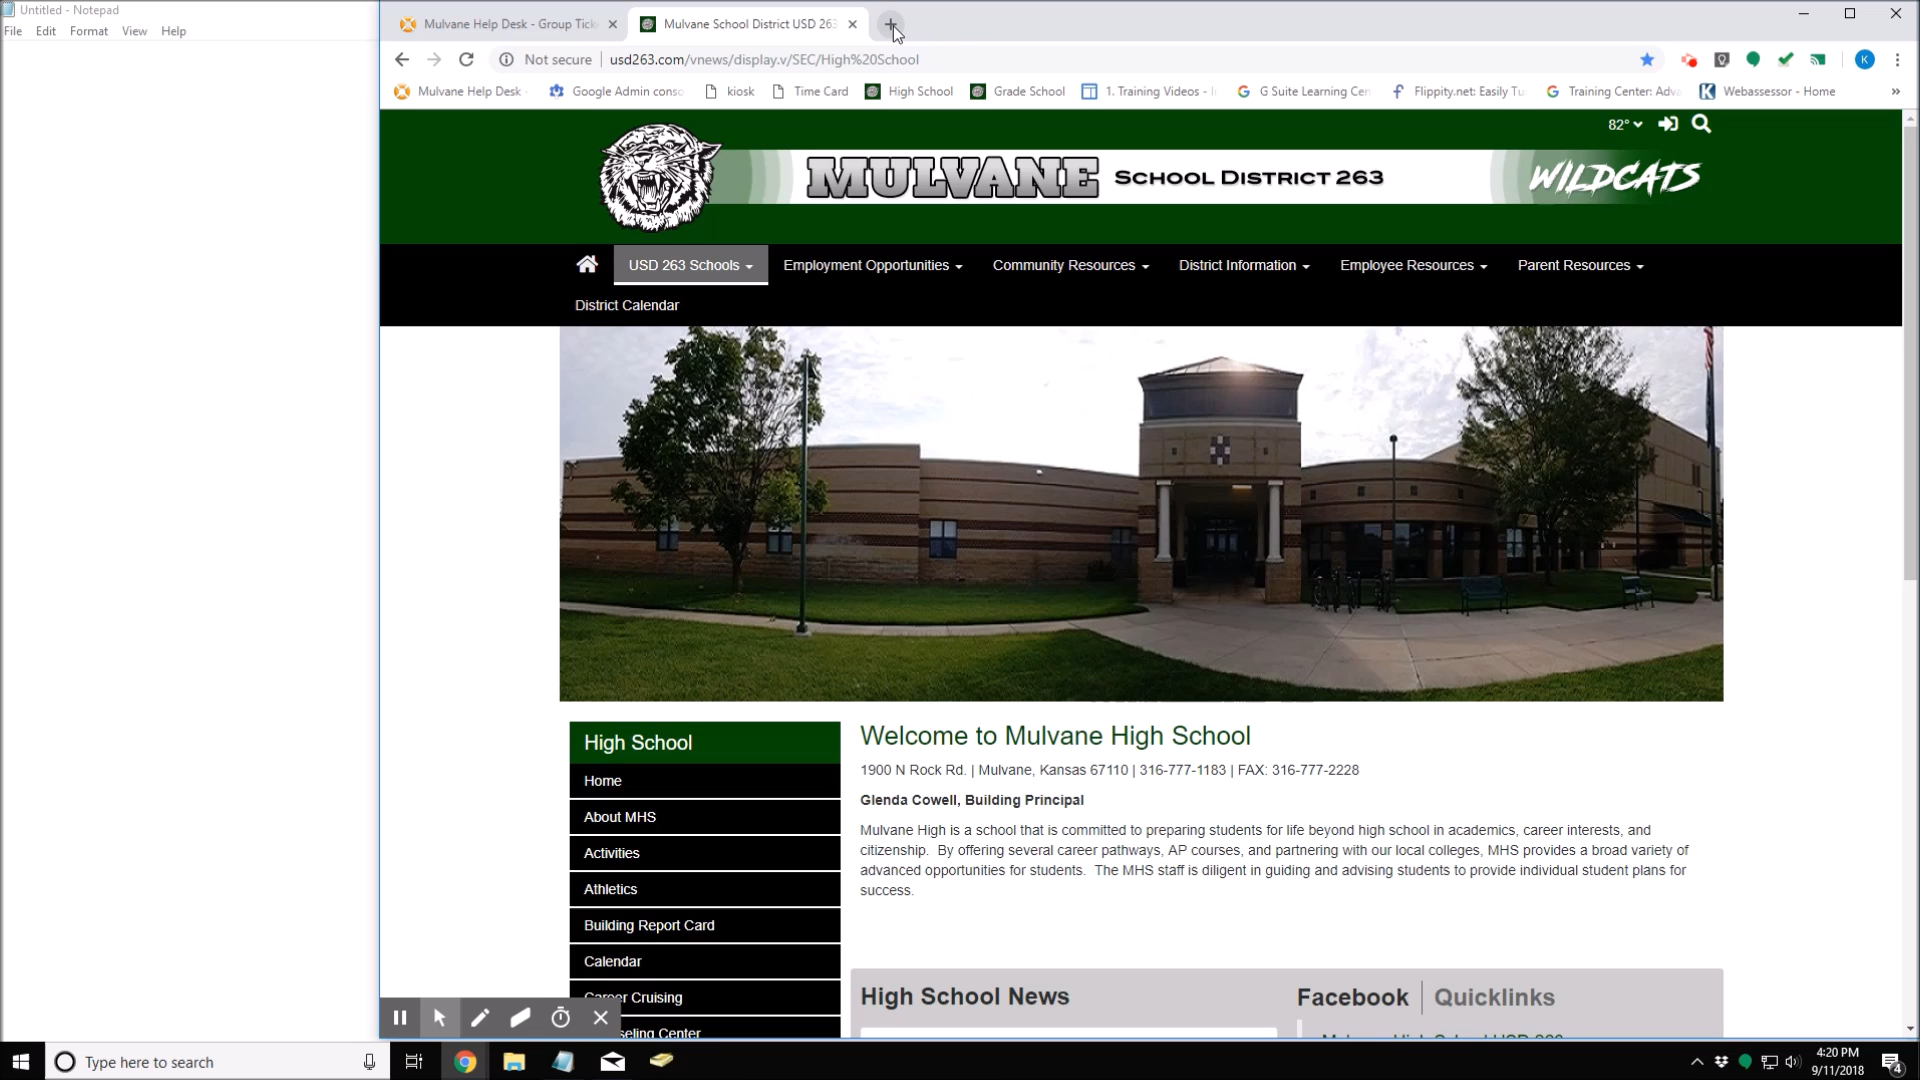 Untitled - Notepad
File Edit Format View Help
Mulvane Help Desk - Group Tick
Mulvane School District USD 263
Not secure | usd263.com/vnews/display.v/SEC/High%20School
K
Mulvane Help Desk -
Google Admin conso
kiosk
Time Card
High School
Grade School
1. Training Videos -
G Suite Learning Cen
Flippity.net: Easily Tu
Training Center: Adva
Webassessor - Home
»
82°
MULVANE SCHOOL DISTRICT 263
WILDCATS
USD 263 Schools Employment Opportunities Community Resources District Information Employee Resources Parent Resources
District Calendar
High School
Home
About MHS
Activities
Athletics
Building Report Card
Calendar
Career Cruising
seling Center
Welcome to Mulvane High School
1900 N Rock Rd. | Mulvane, Kansas 67110 | 316-777-1183 | FAX: 316-777-2228
Glenda Cowell, Building Principal
Mulvane High is a school that is committed to preparing students for life beyond high school in academics, career interests, and
citizenship. By offering several career pathways, AP courses, and partnering with our local colleges, MHS provides a broad variety of
advanced opportunities for students. The MHS staff is diligent in guiding and advising students to provide individual student plans for
success.
High School News
Facebook | Quicklinks
Type here to search
4:20 PM
9/11/2018
4